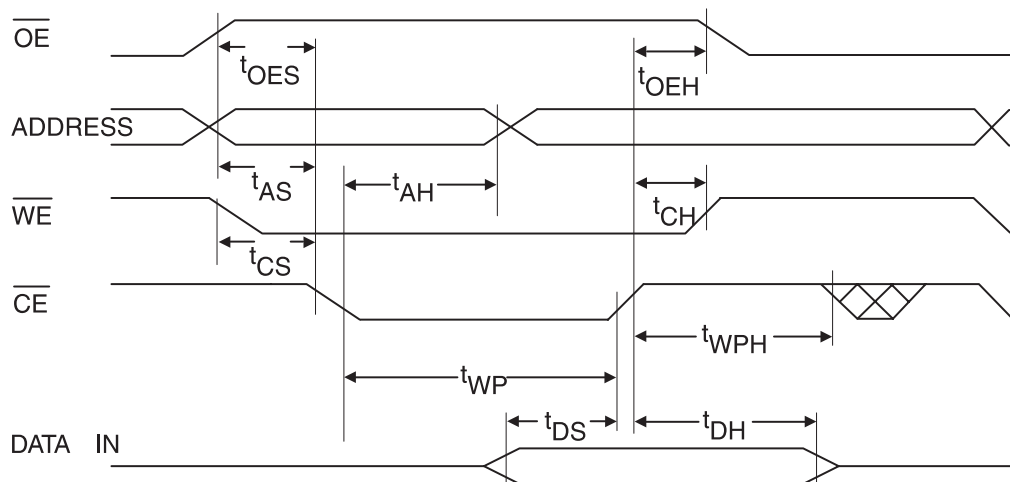 OE
tOES
tOEH
ADDRESS
tAS
tAH
WE
tCH
tCS
CE
tWPH
tWP
tDS
tDH
DATA IN